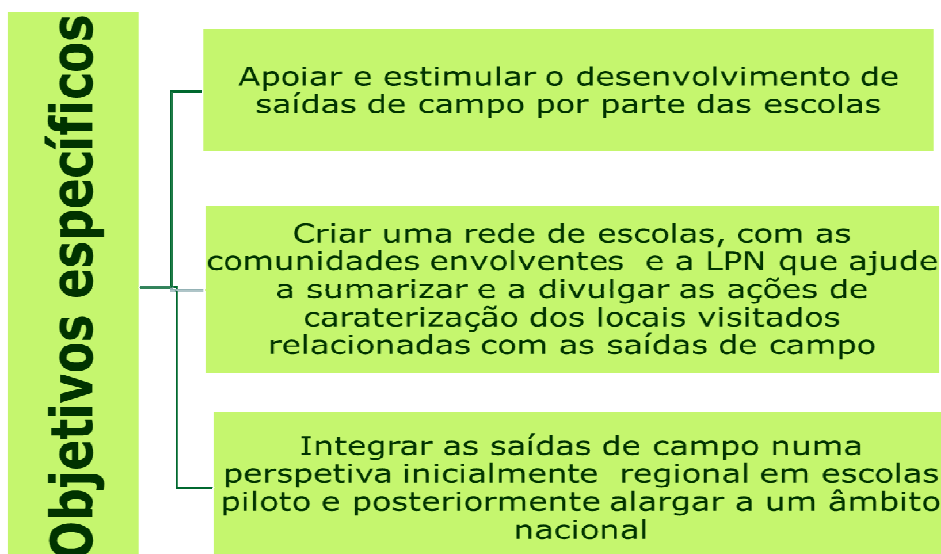 Objetivos específicos
Apoiar e estimular o desenvolvimento de
saídas de campo por parte das escolas
Criar uma rede de escolas, com as
comunidades envolventes e a LPN que ajude
a sumarizar e a divulgar as ações de
caraterização dos locais visitados
relacionadas com as saídas de campo
Integrar as saídas de campo numa
perspetiva inicialmente regional em escolas
piloto e posteriormente alargar a um âmbito
nacional